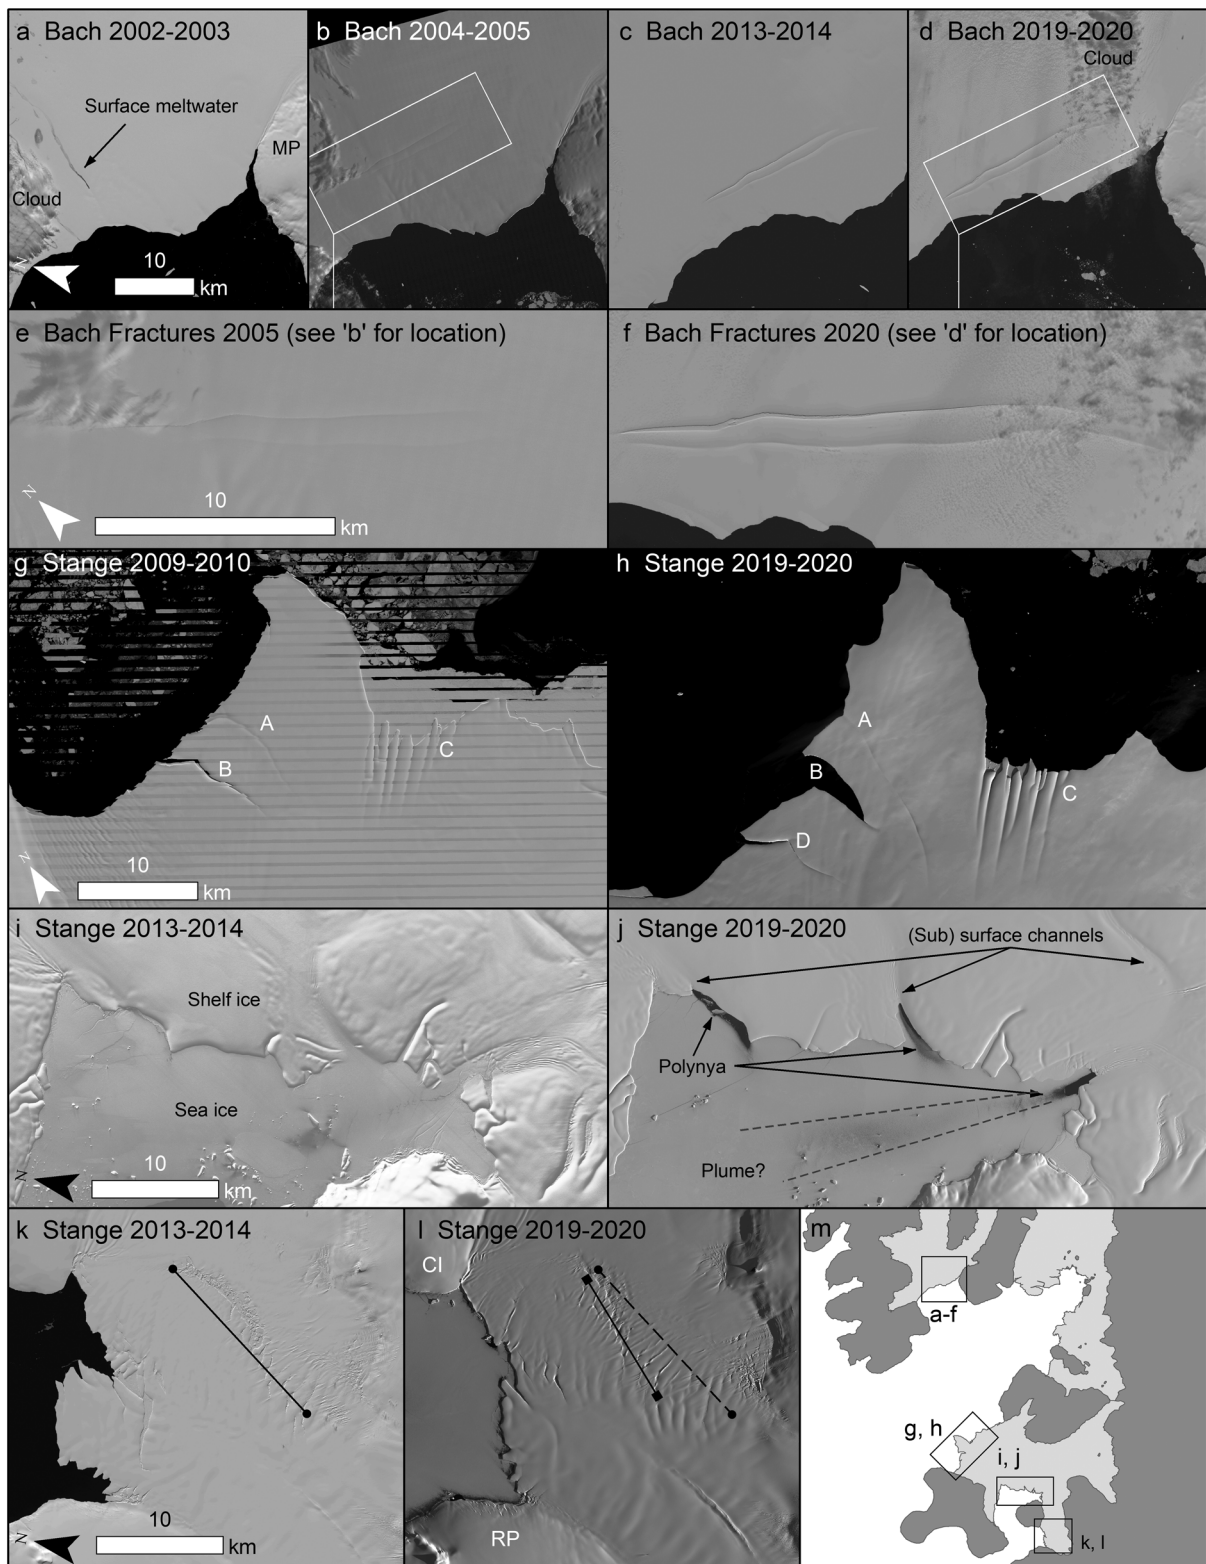 a Bach 2002-2003
Surface meltwater
MP
Cloud
N
10
km
b Bach 2004-2005
c Bach 2013-2014
d Bach 2019-2020
Cloud
e Bach Fractures 2005 (see 'b' for location)
N
10
km
f Bach Fractures 2020 (see 'd' for location)
g Stange 2009-2010
A
B
C
N
10
km
h Stange 2019-2020
A
B
C
D
i Stange 2013-2014
Shelf ice
Sea ice
N
10
km
j Stange 2019-2020
(Sub) surface channels
Polynya
Plume?
k Stange 2013-2014
N
10
km
l Stange 2019-2020
CI
RP
m
a-f
g, h
i, j
k, l